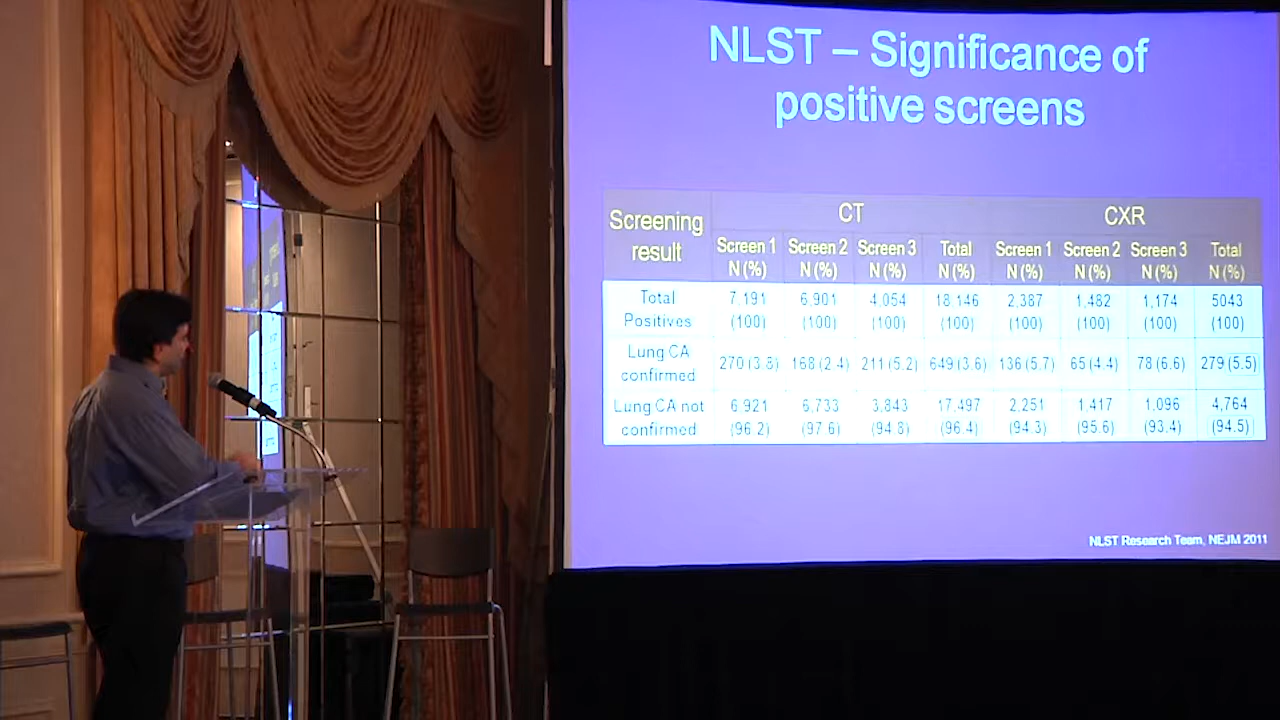 NLST – Significance of
positive screens
Screening
result
CT
CXR
Screen 1
N (%)
Screen 2
N (%)
Screen 3
N (%)
Total
N (%)
Screen 1
N (%)
Screen 2
N (%)
Screen 3
N (%)
Total
N (%)
Total
Positives
7,191
(100)
6,901
(100)
4,054
(100)
18,146
(100)
2,387
(100)
1,482
(100)
1,174
(100)
5043
(100)
Lung CA
confirmed
270 (3.8)
168 (2.4)
211 (5.2)
649 (3.6)
136 (5.7)
65 (4.4)
78 (6.6)
279 (5.5)
Lung CA not
confirmed
6,921
(96.2)
6,733
(97.6)
3,843
(94.8)
17,497
(96.4)
2,251
(94.3)
1,417
(95.6)
1,096
(93.4)
4,764
(94.5)
NLST Research Team, NEJM 2011